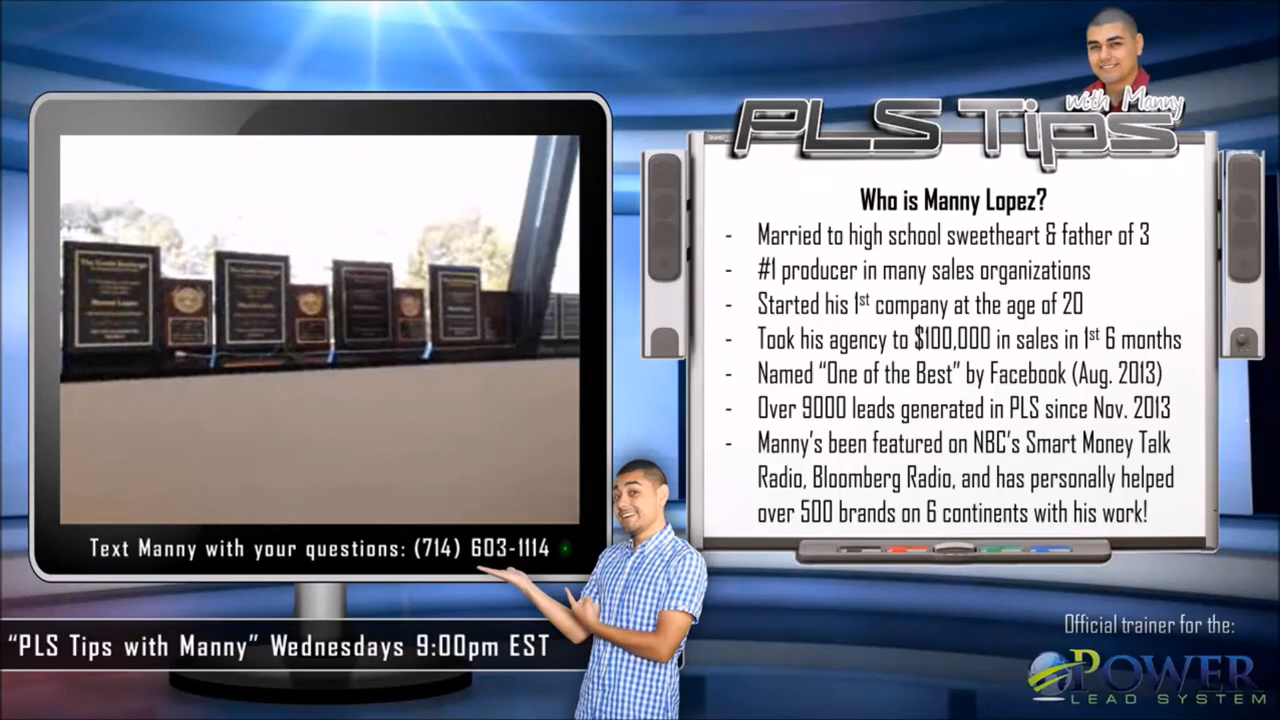 with Manny
PLS Tips
Who is Manny Lopez?
- Married to high school sweetheart & father of 3
- #1 producer in many sales organizations
- Started his 1st company at the age of 20
- Took his agency to $100,000 in sales in 1st 6 months
- Named “One of the Best” by Facebook (Aug. 2013)
- Over 9000 leads generated in PLS since Nov. 2013
- Manny’s been featured on NBC’s Smart Money Talk
Radio, Bloomberg Radio, and has personally helped
over 500 brands on 6 continents with his work!
Text Manny with your questions: (714) 603-1114
“PLS Tips with Manny” Wednesdays 9:00pm EST
Official trainer for the:
POWER
LEAD SYSTEM